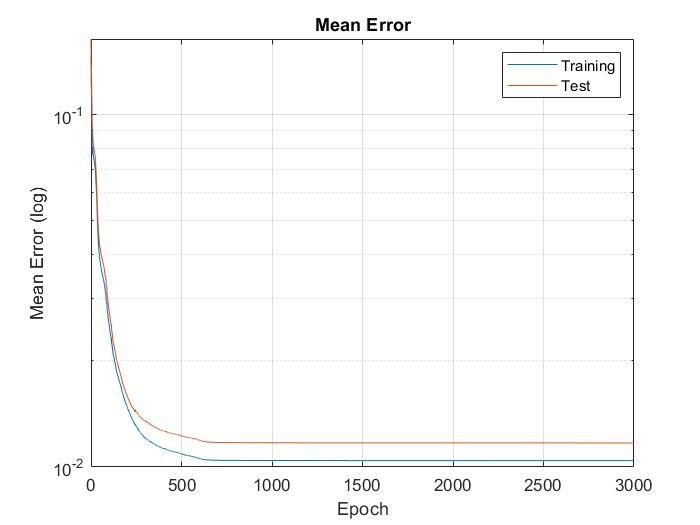 Mean Error
Training
Test
10^-1
10^-2
Mean Error (log)
0 500 1000 1500 2000 2500 3000
Epoch